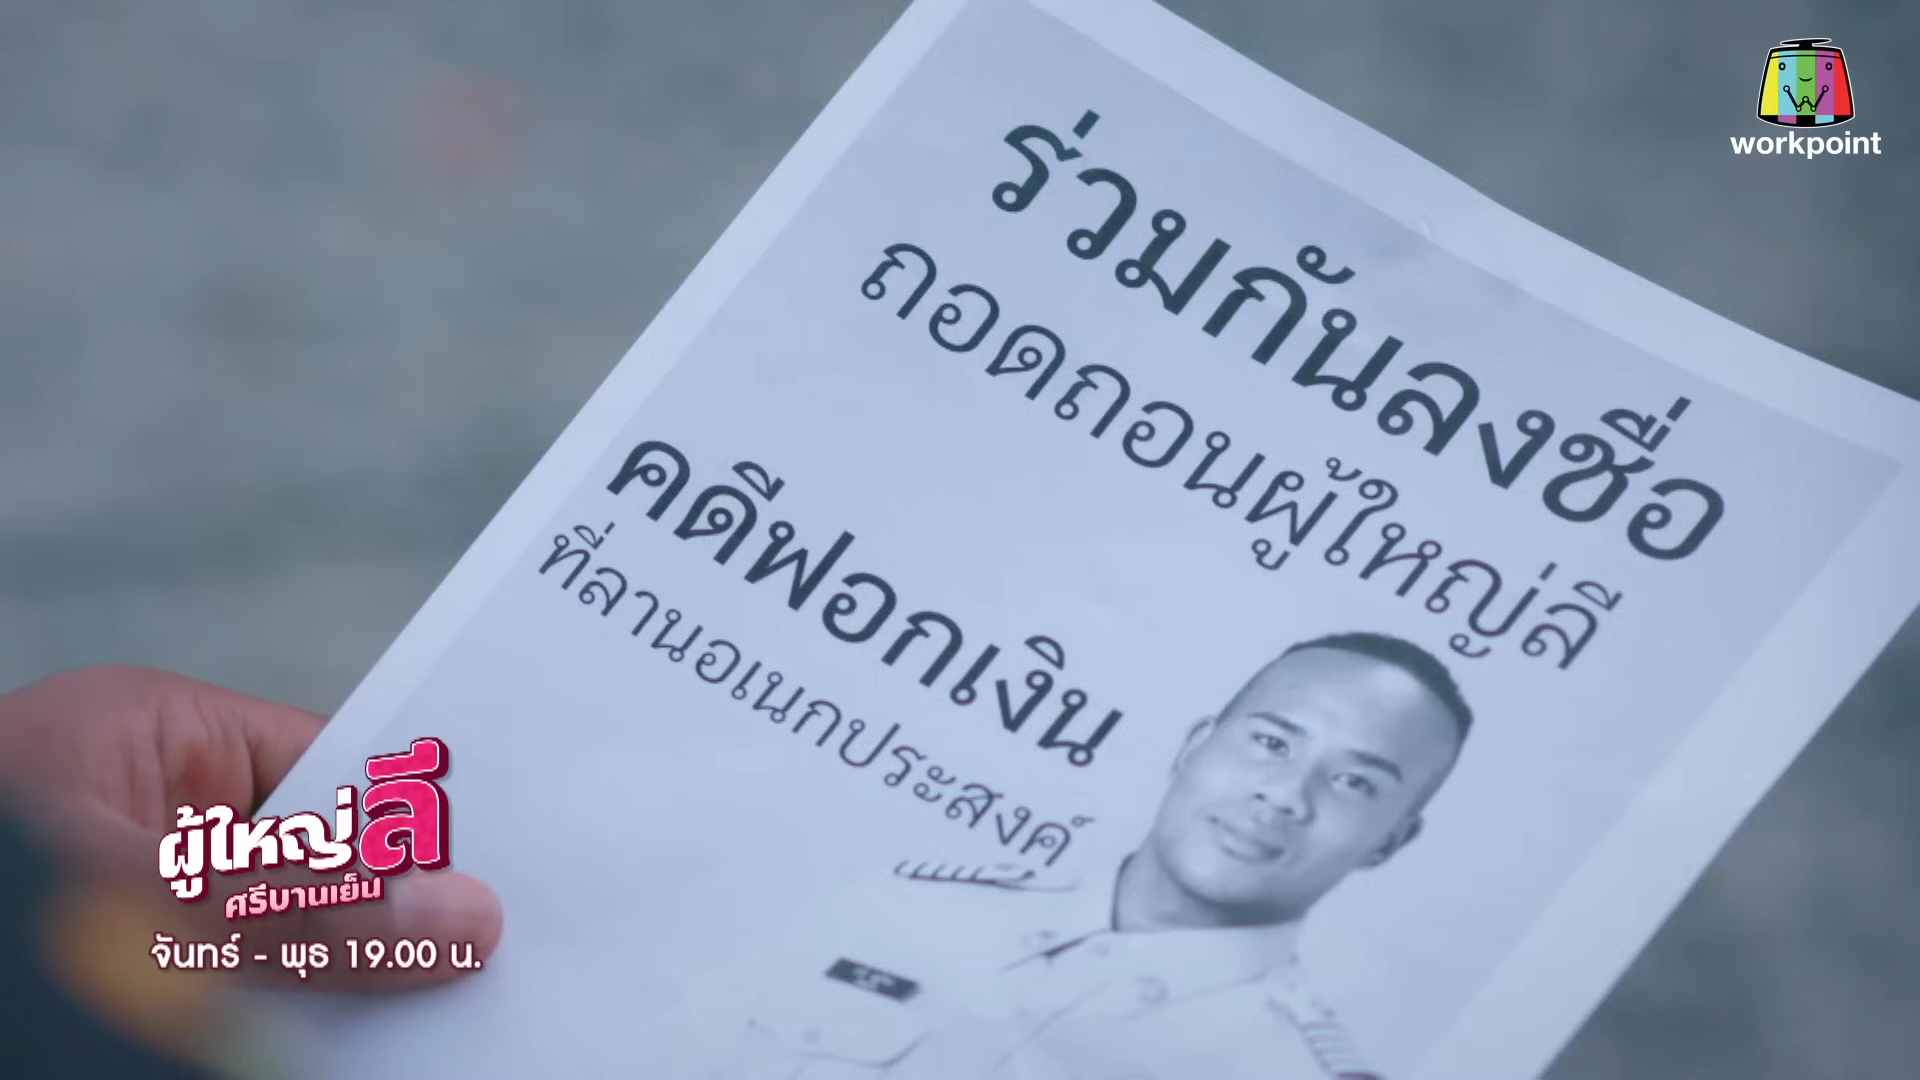 workpoint
ร่วมกันลงชื่อ
ถอดถอนผู้ใหญ่ลี
คดีฟอกเงิน
ที่ลานอเนกประสงค์
ผู้ใหญ่ลี
ศรีบานเย็น
จันทร์ - พุธ 19.00 น.